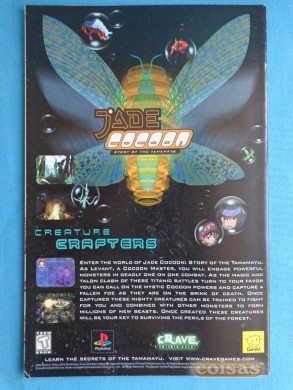 JADE
COCOON
STORY OF THE TAMAMAYU
CREATURE
CRAFTERS
ENTER THE WORLD OF JADE COCOON: STORY OF THE TAMAMAYU.
AS LEVANT, A COCOON MASTER, YOU WILL ENGAGE POWERFUL
MONSTERS IN DEADLY ONE ON ONE COMBAT. AS THE MAGIC AND
TALON CLASH OF THESE TITANIC BATTLES TURN TO YOUR FAVOR
YOU CAN CALL ON THE MYSTIC COCOON POWERS AND CAPTURE A
FALLEN FOE AS THEY ARE ON THE BRINK OF DEATH. ONCE
CAPTURED THESE MIGHTY CREATURES CAN BE TRAINED TO FIGHT
FOR YOU AND COMBINED WITH OTHER MONSTERS TO FORM
MILLIONS OF NEW BEASTS. ONCE CREATED THESE CREATURES
WILL BE YOUR KEY TO SURVIVING THE PERILS OF THE FOREST.
PlayStation
CRAVE
LEARN THE SECRETS OF THE TAMAMAYU. VISIT WWW.CRAVEGAMES.COM
coisas